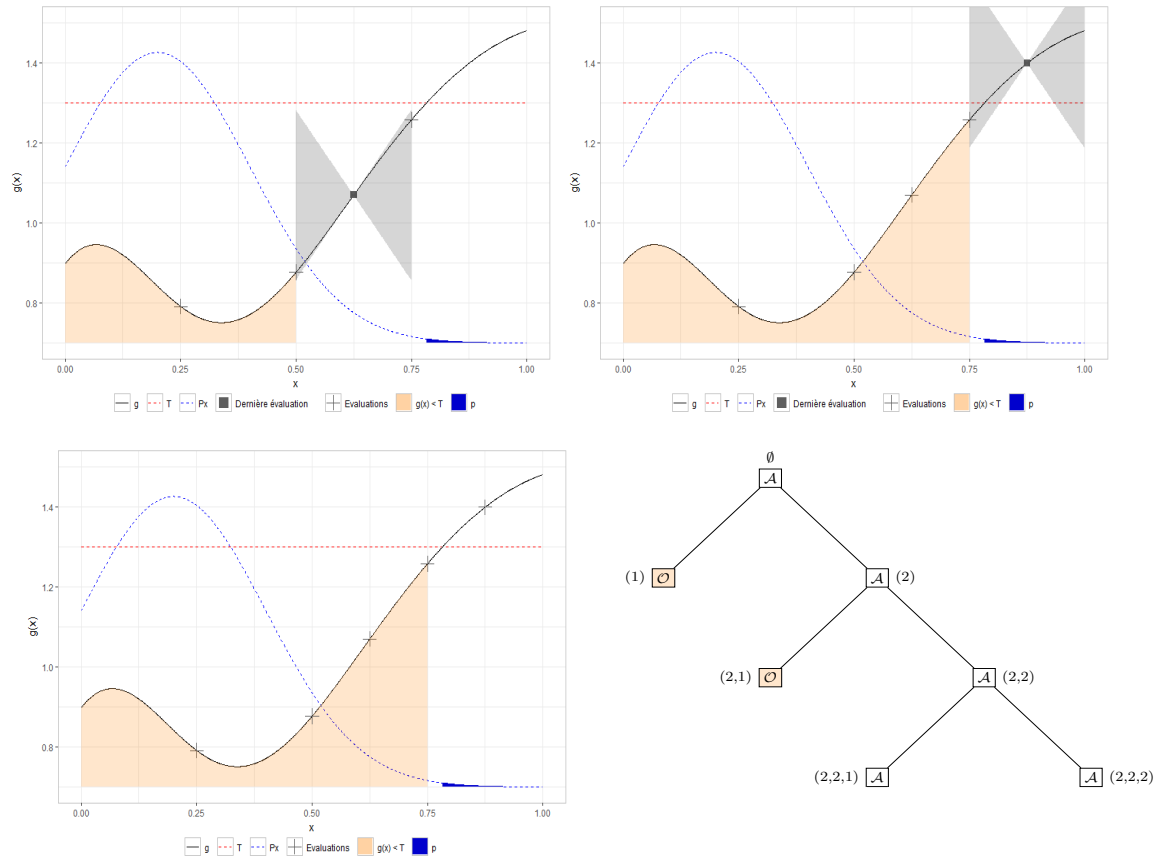 1.4
1.2
1.0
0.8
g(x)
0.00 0.25 0.50 0.75 1.00
x
g T Px Dernière évaluation Evaluations g(x) < T p
1.4
1.2
1.0
0.8
g(x)
0.00 0.25 0.50 0.75 1.00
x
g T Px Dernière évaluation Evaluations g(x) < T p
1.4
1.2
1.0
0.8
g(x)
0.00 0.25 0.50 0.75 1.00
x
g T Px Evaluations g(x) < T p
∅
𝒜
(1) 𝒪 𝒜 (2)
(2,1) 𝒪 𝒜 (2,2)
(2,2,1) 𝒜 𝒜 (2,2,2)